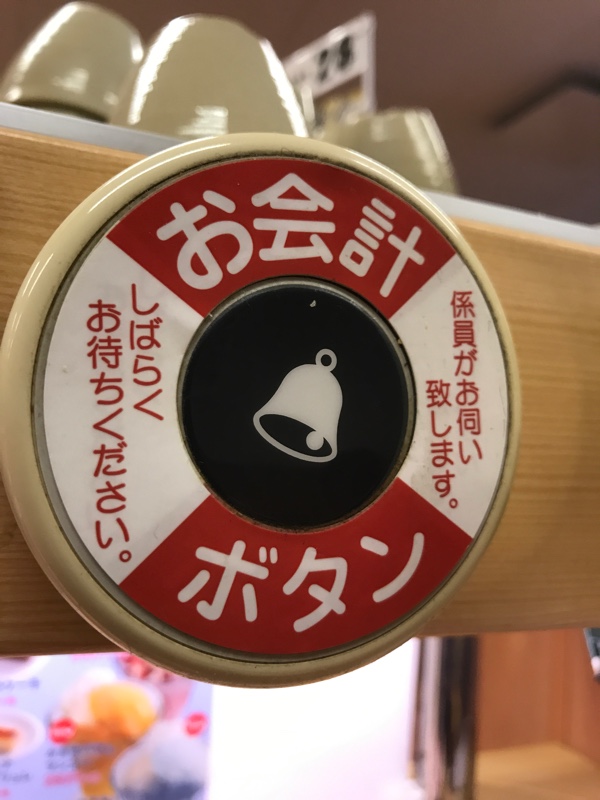 お会計
ボタン
係員がお伺い
致します。
しばらく
お待ちください。
28